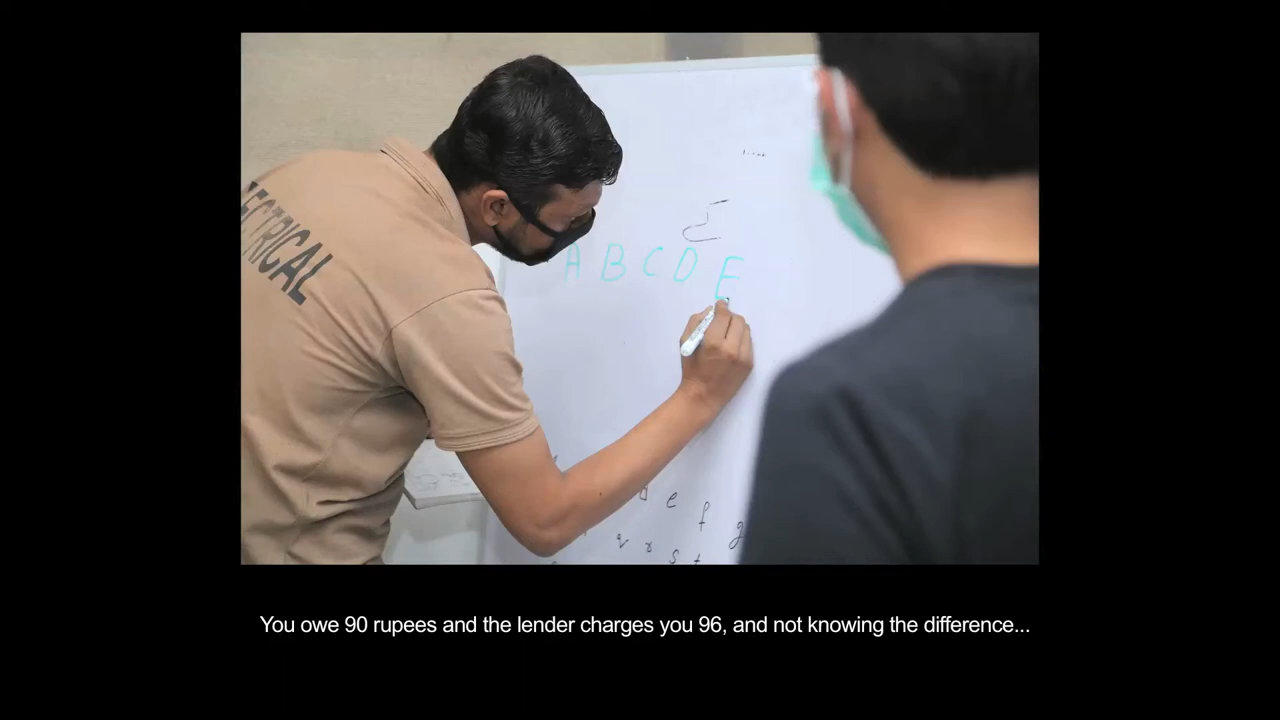 ECTRICAL
A B C D E
e f g
q r s t
You owe 90 rupees and the lender charges you 96, and not knowing the difference...